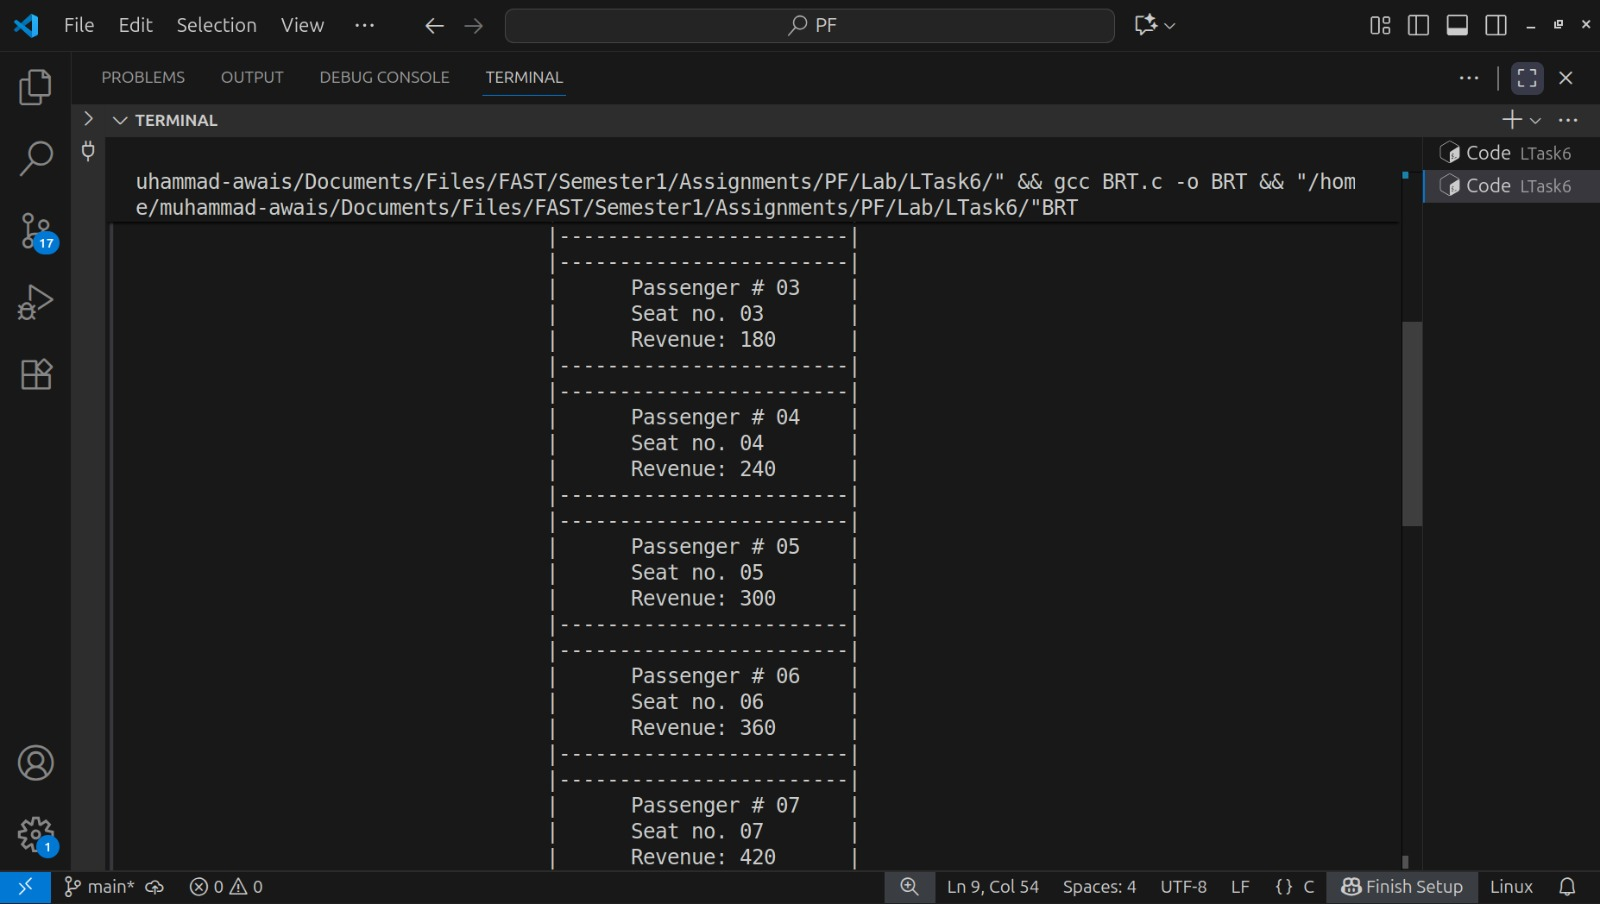 File Edit Selection View ··· PF
PROBLEMS OUTPUT DEBUG CONSOLE TERMINAL
TERMINAL
Code LTask6
Code LTask6
uhammad-awais/Documents/Files/FAST/Semester1/Assignments/PF/Lab/LTask6/" && gcc BRT.c -o BRT && "/hom
e/muhammad-awais/Documents/Files/FAST/Semester1/Assignments/PF/Lab/LTask6/"BRT
|------------------------|
|------------------------|
| Passenger # 03 |
| Seat no. 03 |
| Revenue: 180 |
|------------------------|
|------------------------|
| Passenger # 04 |
| Seat no. 04 |
| Revenue: 240 |
|------------------------|
|------------------------|
| Passenger # 05 |
| Seat no. 05 |
| Revenue: 300 |
|------------------------|
|------------------------|
| Passenger # 06 |
| Seat no. 06 |
| Revenue: 360 |
|------------------------|
|------------------------|
| Passenger # 07 |
| Seat no. 07 |
| Revenue: 420 |
17
1
main* 0 0 Ln 9, Col 54 Spaces: 4 UTF-8 LF {} C Finish Setup Linux